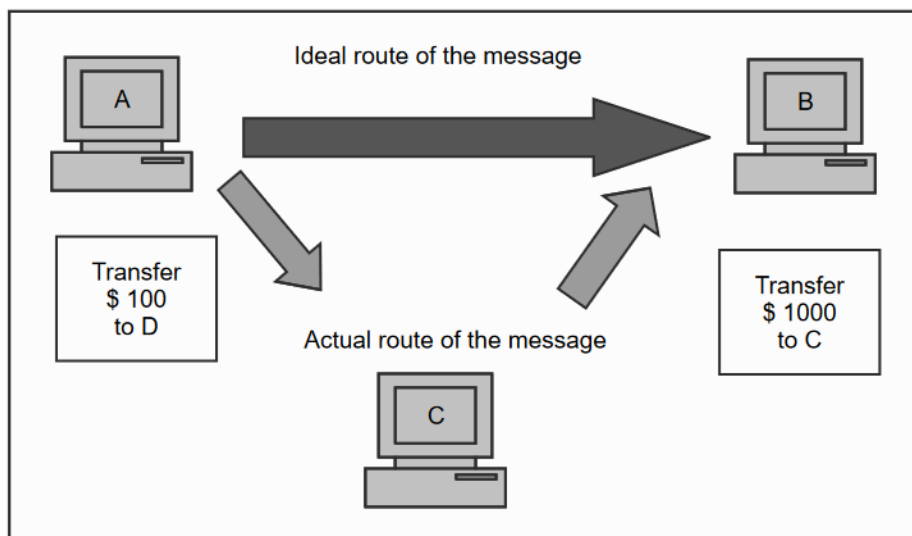 Ideal route of the message
A
B
Transfer
$ 100
to D
Transfer
$ 1000
to C
Actual route of the message
C